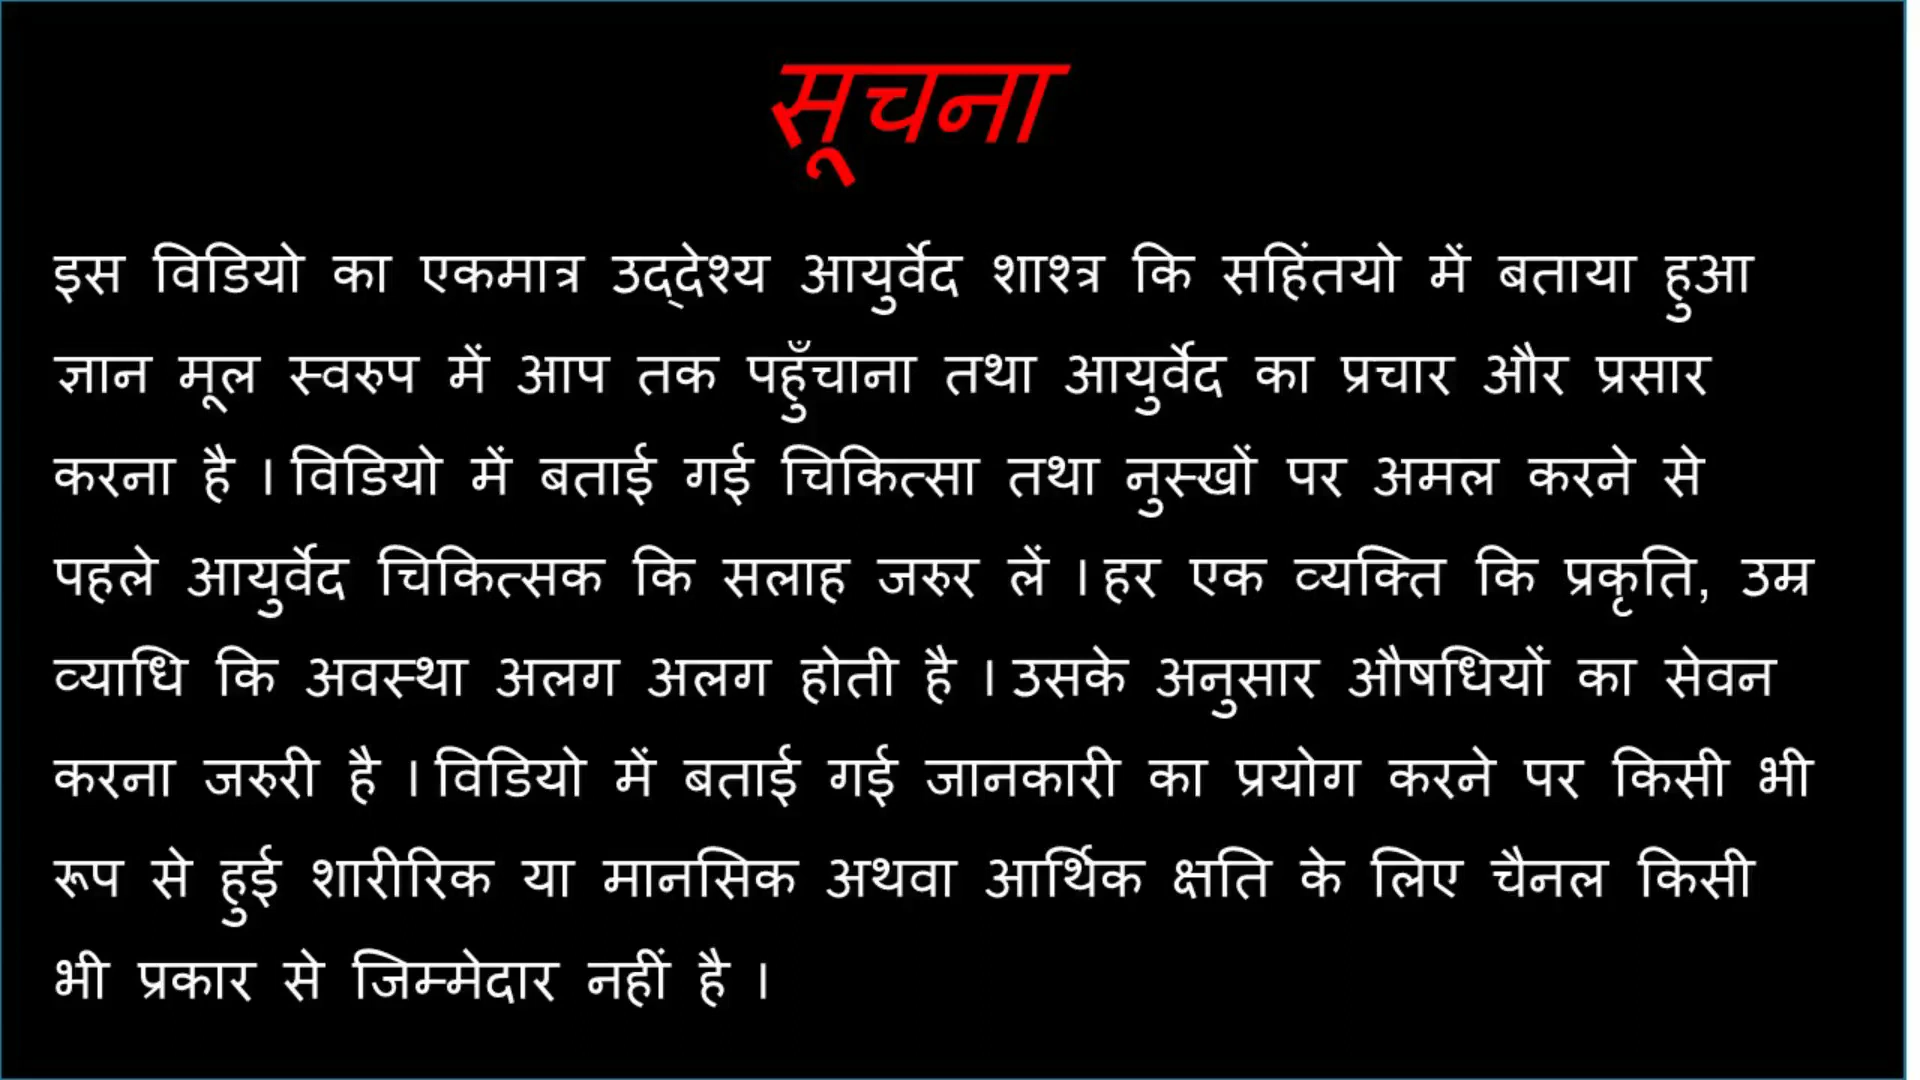 सूचना
इस विडियो का एकमात्र उद्देश्य आयुर्वेद शाश्त्र कि सहिंतयो में बताया हुआ
ज्ञान मूल स्वरुप में आप तक पहुँचाना तथा आयुर्वेद का प्रचार और प्रसार
करना है । विडियो में बताई गई चिकित्सा तथा नुस्खों पर अमल करने से
पहले आयुर्वेद चिकित्सक कि सलाह जरुर लें । हर एक व्यक्ति कि प्रकृति, उम्र
व्याधि कि अवस्था अलग अलग होती है । उसके अनुसार औषधियों का सेवन
करना जरुरी है । विडियो में बताई गई जानकारी का प्रयोग करने पर किसी भी
रूप से हुई शारीरिक या मानसिक अथवा आर्थिक क्षति के लिए चैनल किसी
भी प्रकार से जिम्मेदार नहीं है ।